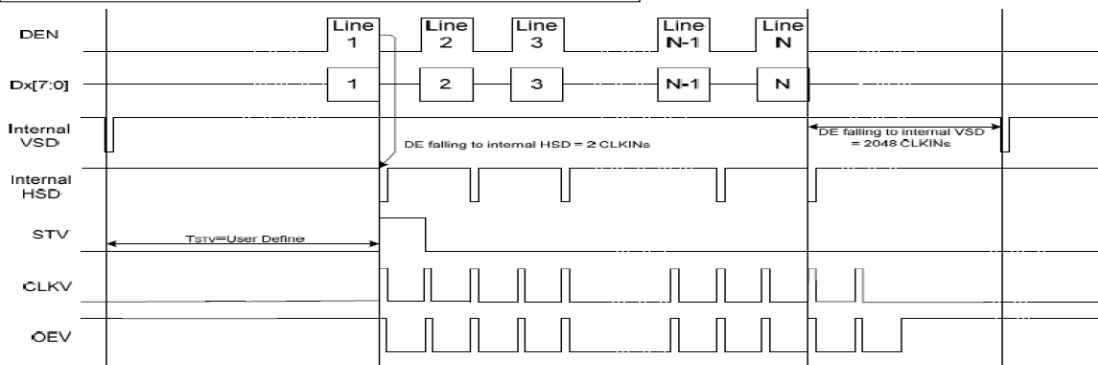 DEN
Line 1
Line 2
Line 3
Line N-1
Line N
Dx[7:0]
1
2
3
N-1
N
Internal VSD
DE falling to internal HSD = 2 CLKINs
DE falling to internal VSD = 2048 CLKINs
Internal HSD
STV
TSTV=User Define
CLKV
OEV